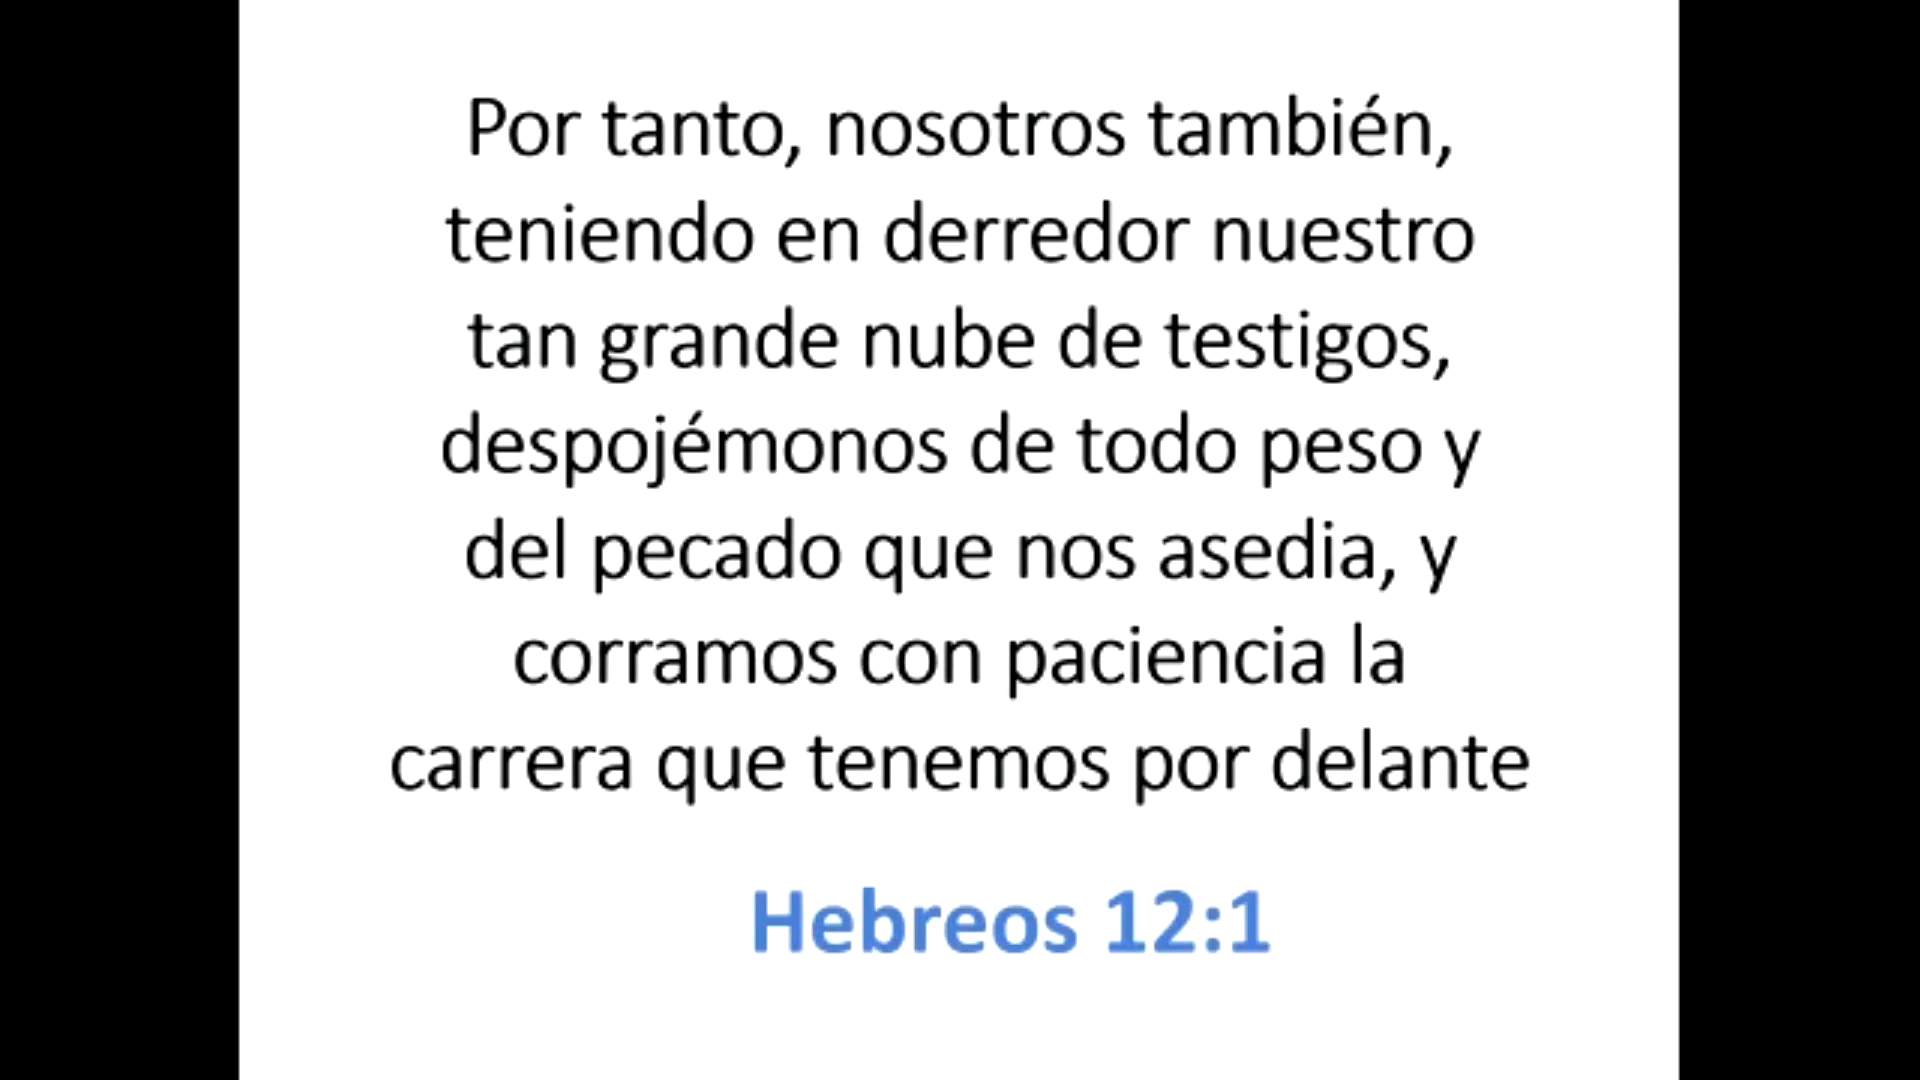 Por tanto, nosotros también,
teniendo en derredor nuestro
tan grande nube de testigos,
despojémonos de todo peso y
del pecado que nos asedia, y
corramos con paciencia la
carrera que tenemos por delante
Hebreos 12:1